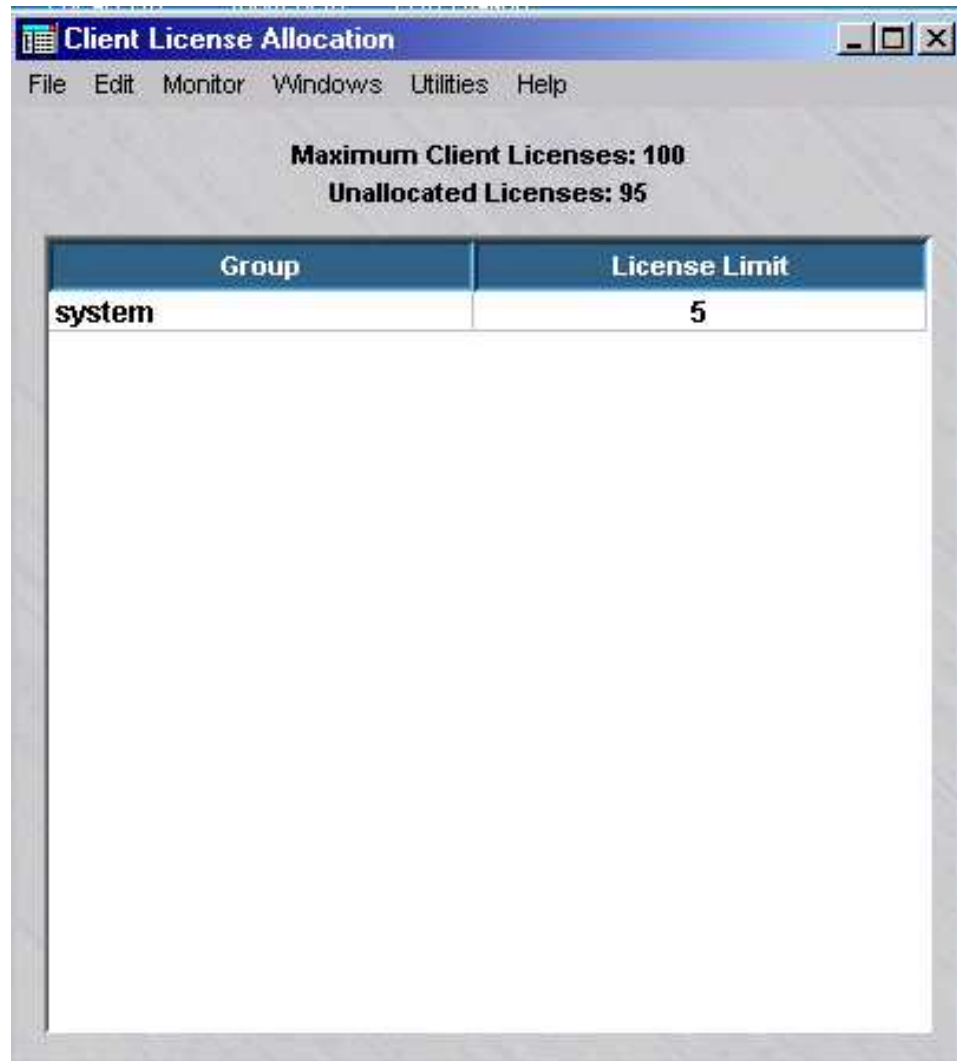 Client License Allocation
File Edit Monitor Windows Utilities Help
Maximum Client Licenses: 100
Unallocated Licenses: 95
Group License Limit
system 5